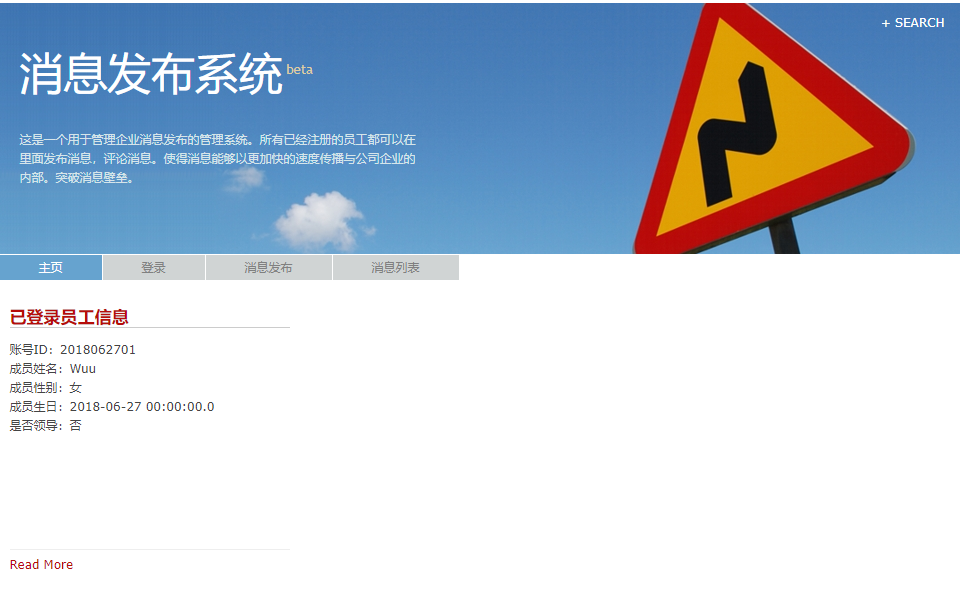 + SEARCH
消息发布系统 beta
这是一个用于管理企业消息发布的管理系统。所有已经注册的员工都可以在
里面发布消息，评论消息。使得消息能够以更加快的速度传播与公司企业的
内部。突破消息壁垒。
主页 登录 消息发布 消息列表
已登录员工信息
账号ID：2018062701
成员姓名：Wuu
成员性别：女
成员生日：2018-06-27 00:00:00.0
是否领导：否
Read More